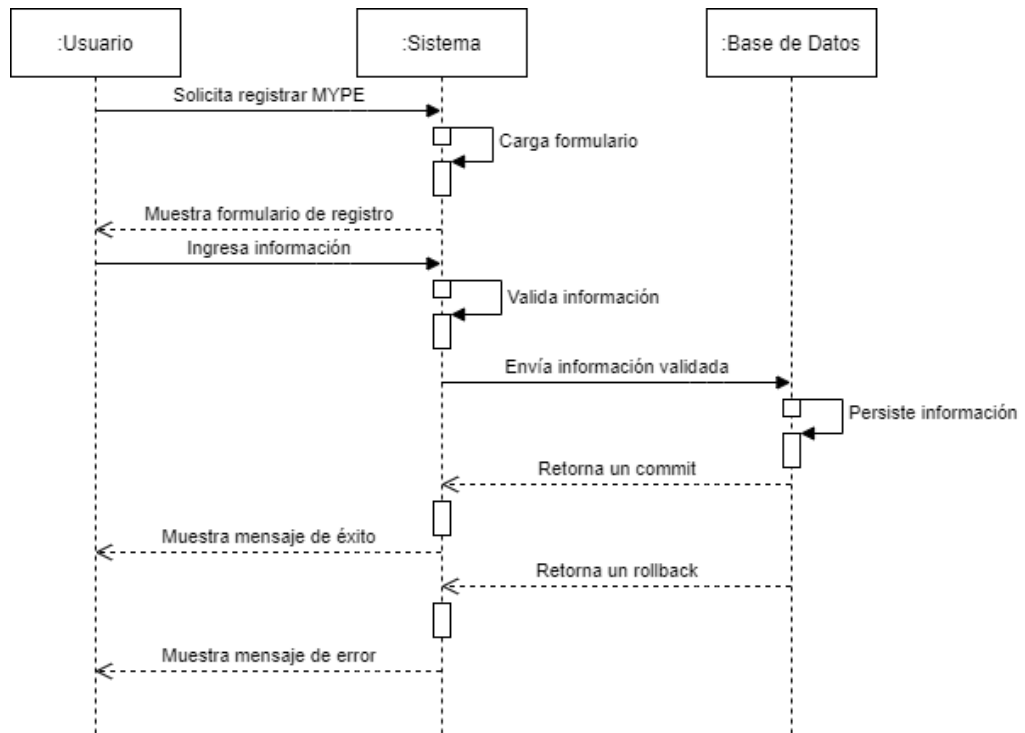 :Usuario
:Sistema
:Base de Datos
Solicita registrar MYPE
Carga formulario
Muestra formulario de registro
Ingresa información
Valida información
Envía información validada
Persiste información
Retorna un commit
Muestra mensaje de éxito
Retorna un rollback
Muestra mensaje de error